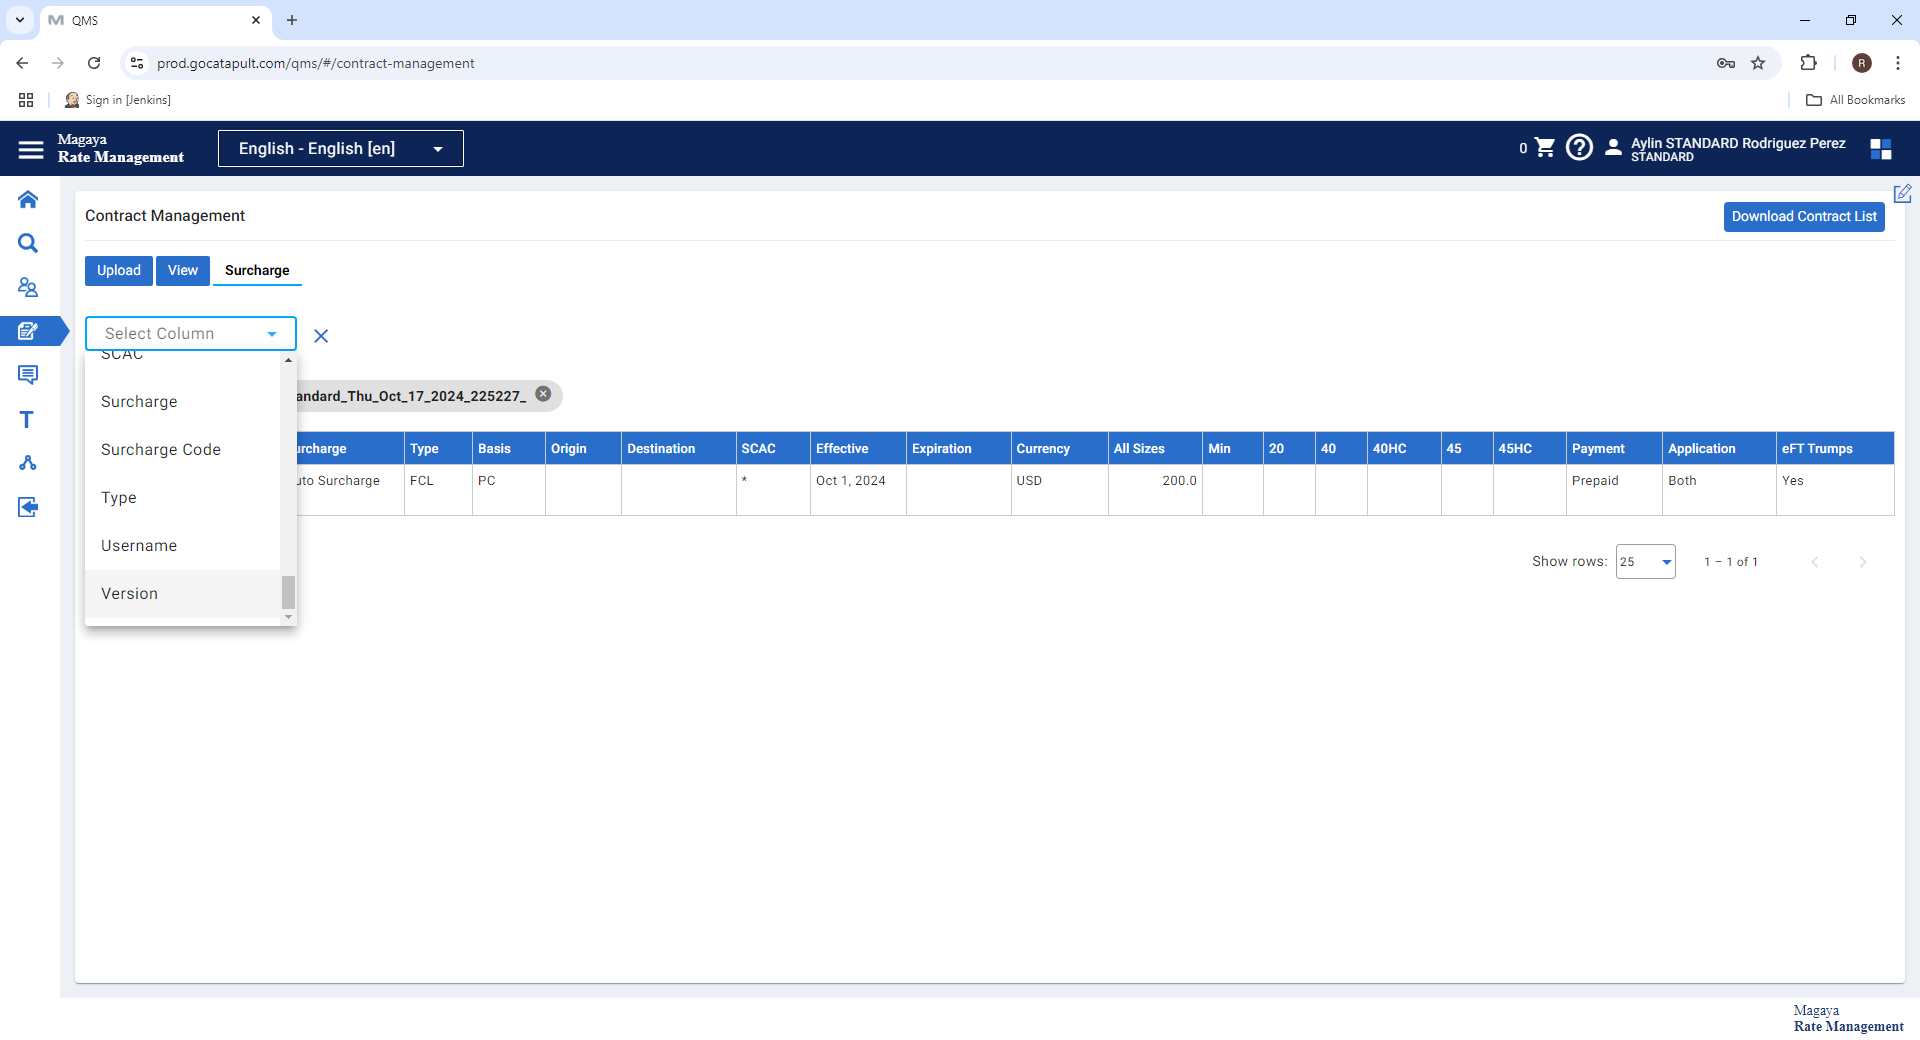 QMS
prod.gocatapult.com/qms/#/contract-management
R
Sign in [Jenkins]
All Bookmarks
Magaya
Rate Management
English - English [en]
0
Aylin STANDARD Rodriguez Perez
STANDARD
Contract Management
Download Contract List
Upload View Surcharge
Select Column
SCAC
Surcharge
Surcharge Code
Type
Username
Version
andard_Thu_Oct_17_2024_225227_
urcharge Type Basis Origin Destination SCAC Effective Expiration Currency All Sizes Min 20 40 40HC 45 45HC Payment Application eFT Trumps
uto Surcharge FCL PC * Oct 1, 2024 USD 200.0 Prepaid Both Yes
Show rows: 25 1 – 1 of 1
T
Magaya
Rate Management